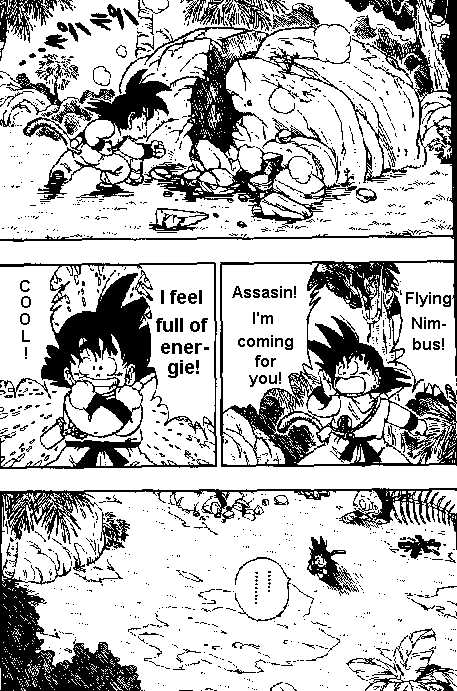 COOL!
I feel
full of
ener-
gie!
Assasin!
I'm
coming
for
you!
Flying
Nim-
bus!